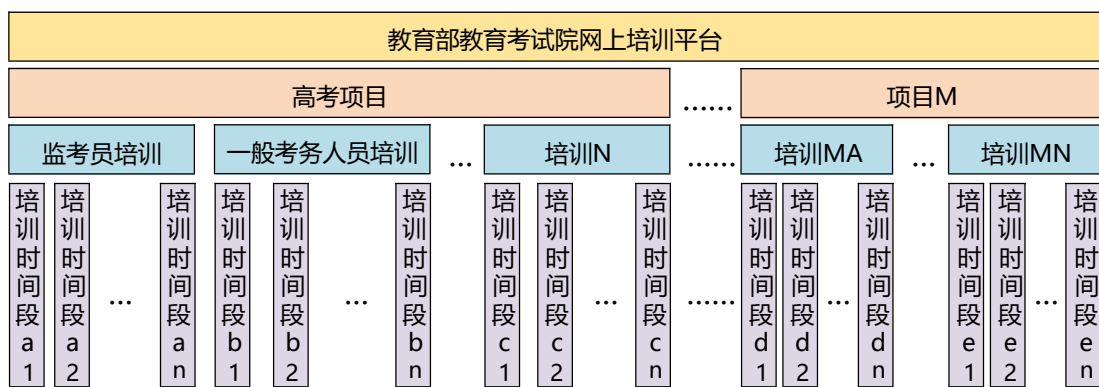 教育部教育考试院网上培训平台
高考项目
......
项目M
监考员培训
一般考务人员培训
...
培训N
......
培训MA
...
培训MN
培训时间段a1
培训时间段a2
...
培训时间段an
培训时间段b1
培训时间段b2
...
培训时间段bn
培训时间段c1
培训时间段c2
...
培训时间段cn
......
培训时间段d1
培训时间段d2
...
培训时间段dn
培训时间段e1
培训时间段e2
...
培训时间段en